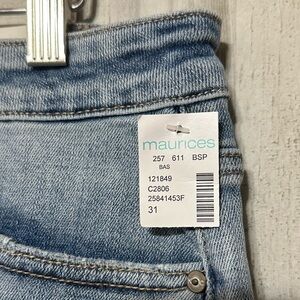 maurices
257 611 BSP
BAS
121849
C2806
25841453F
31